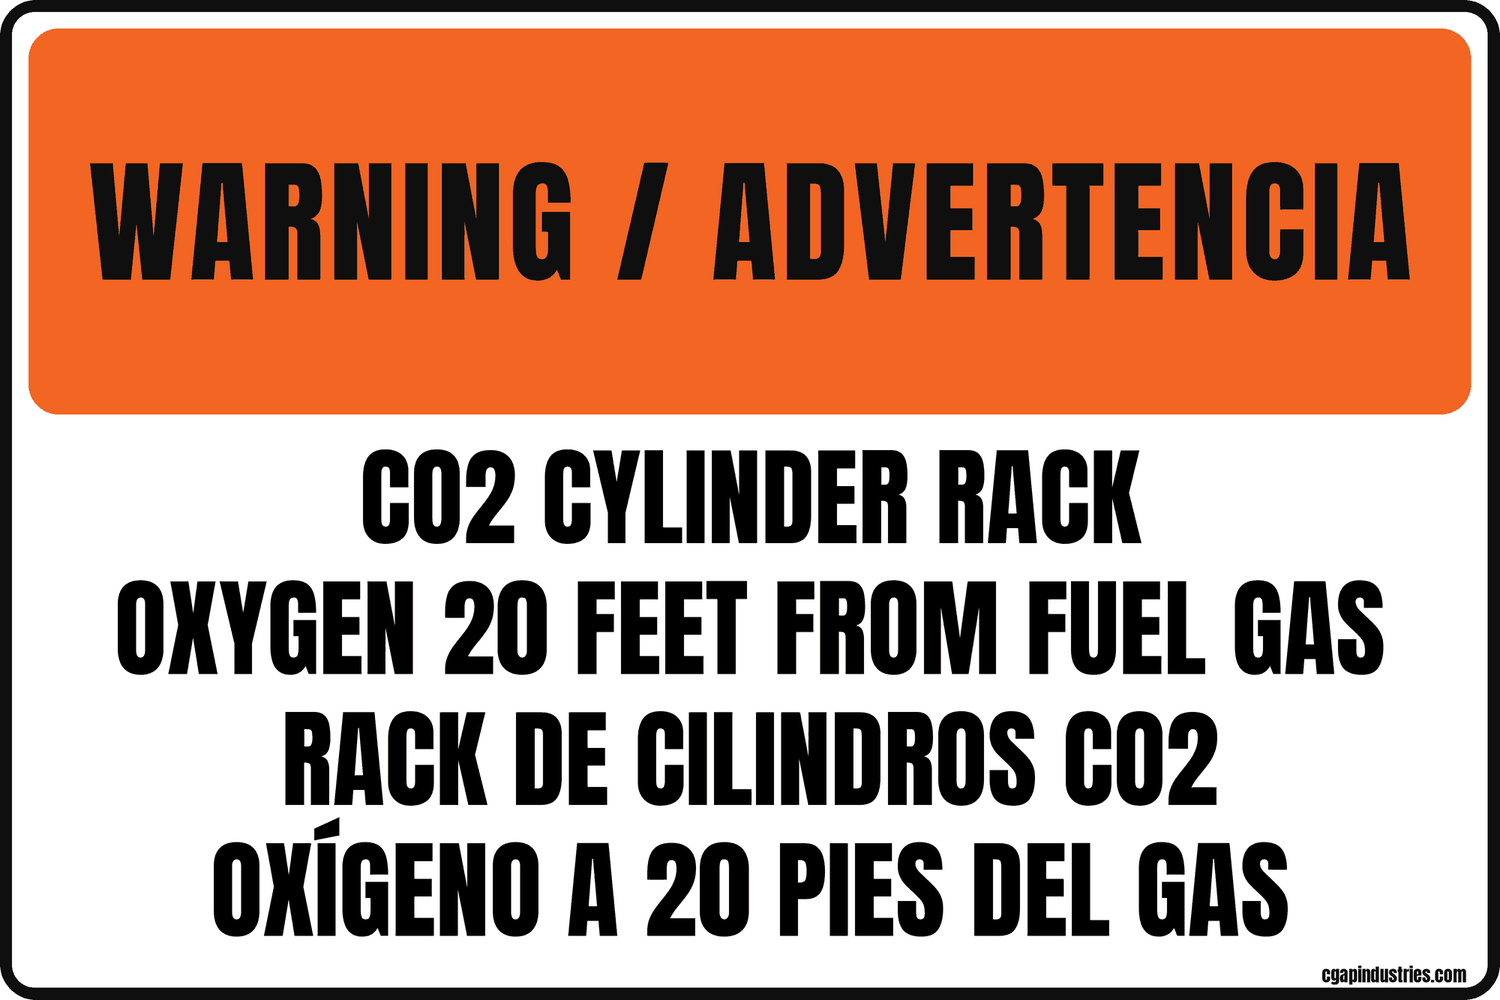 WARNING / ADVERTENCIA
CO2 CYLINDER RACK
OXYGEN 20 FEET FROM FUEL GAS
RACK DE CILINDROS CO2
OXÍGENO A 20 PIES DEL GAS
cgapindustries.com